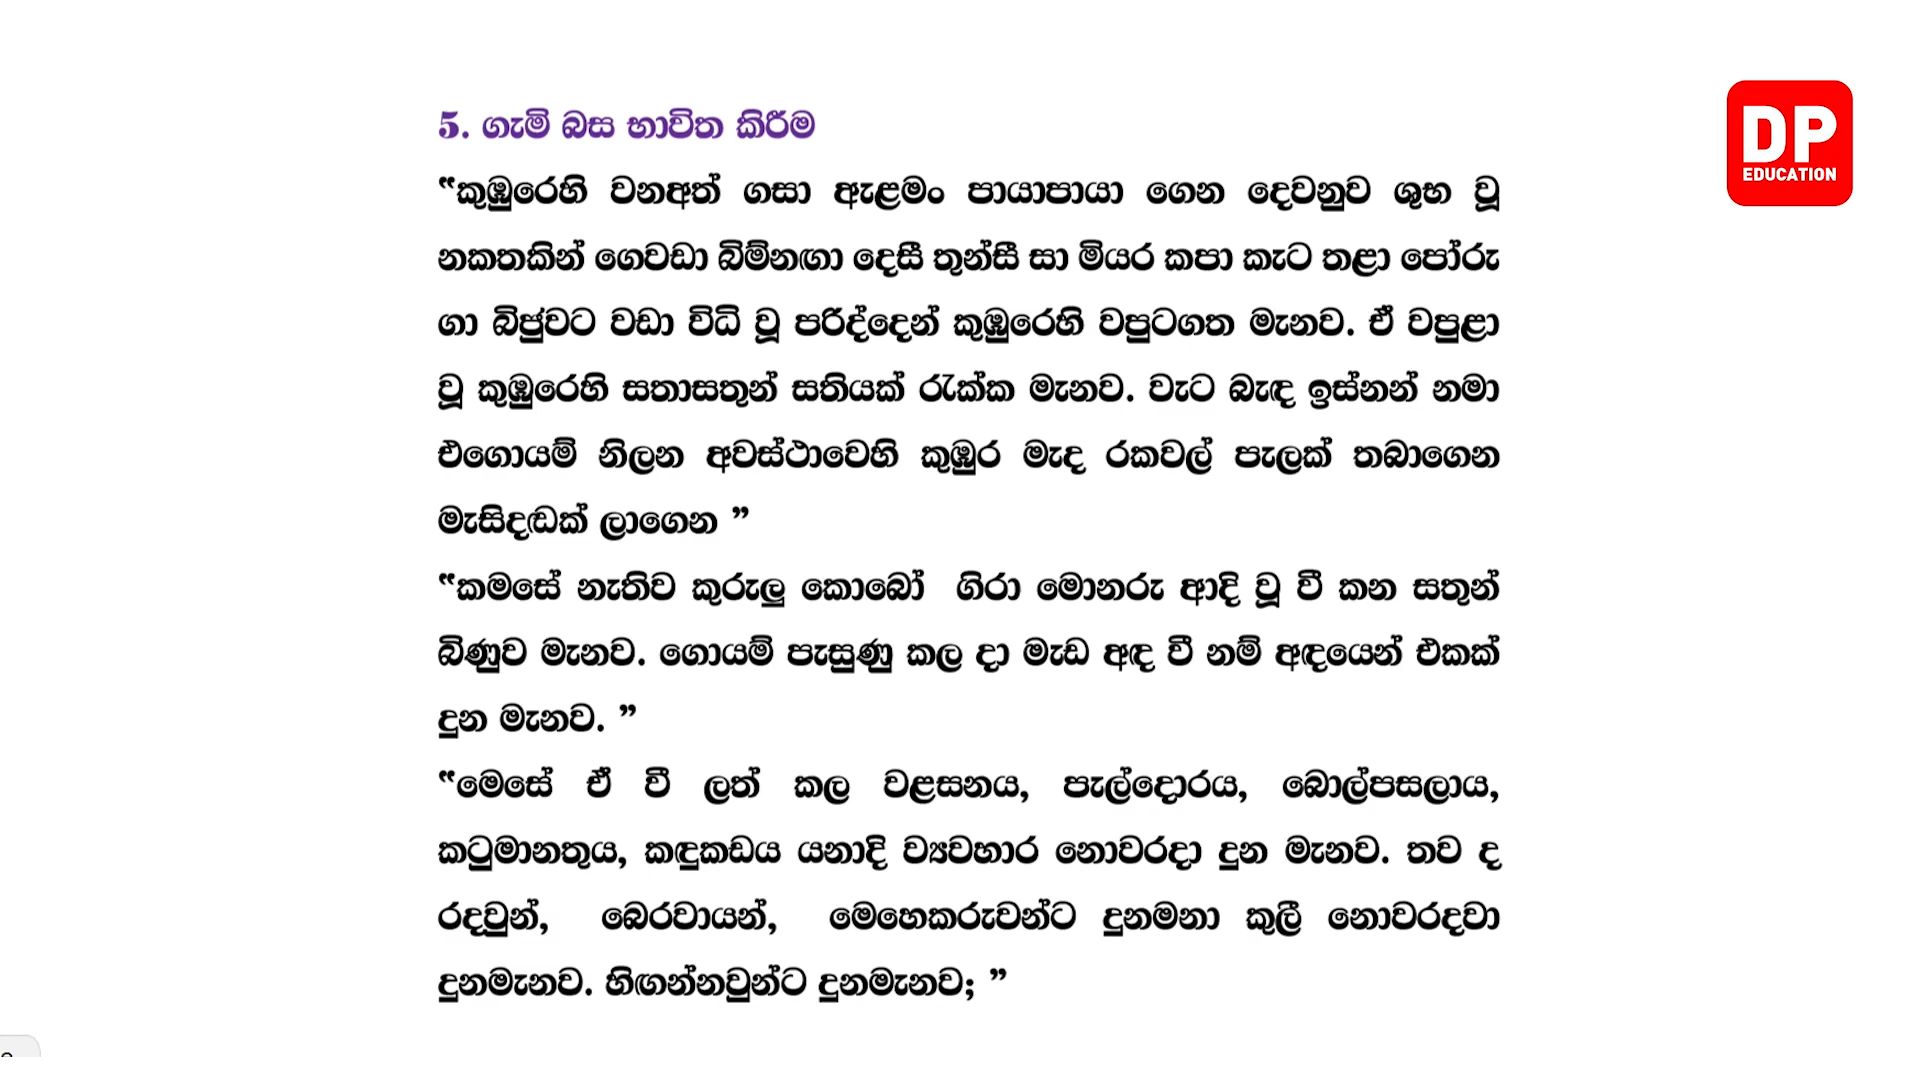 5. ගැමි බස භාවිත කිරීම
DP
EDUCATION
“කුඹුරෙහි වනඅත් ගසා ඇළමං පායාපායා ගෙන දෙවනුව ශුභ වූ
නකතකින් ගෙවඩා බිම්නඟා දෙසී තුන්සී සා මියර කපා කැට තළා පෝරු
ගා බිජුවට වඩා විධි වූ පරිද්දෙන් කුඹුරෙහි වපුටගත මැනව. ඒ වපුළා
වූ කුඹුරෙහි සතාසතුන් සතියක් රැක්ක මැනව. වැට බැඳ ඉස්නන් නමා
එගොයම් නිලන අවස්ථාවෙහි කුඹුර මැද රකවල් පැලක් තබාගෙන
මැසිදඬක් ලාගෙන ”
“කමසේ නැතිව කුරුලු කොබෝ ගිරා මොනරු ආදි වූ වී කන සතුන්
බිණුව මැනව. ගොයම් පැසුණු කල දා මැඩ අඳ වී නම් අඳයෙන් එකක්
දුන මැනව. ”
“මෙසේ ඒ වී ලත් කල වළසනය, පැල්දොරය, බොල්පසලාය,
කටුමානතුය, කඳුකඩය යනාදි ව්‍යවහාර නොවරදා දුන මැනව. තව ද
රදවුන්, බෙරවායන්, මෙහෙකරුවන්ට දුනමනා කුලී නොවරදවා
දුනමැනව. හිඟන්නවුන්ට දුනමැනව; ”